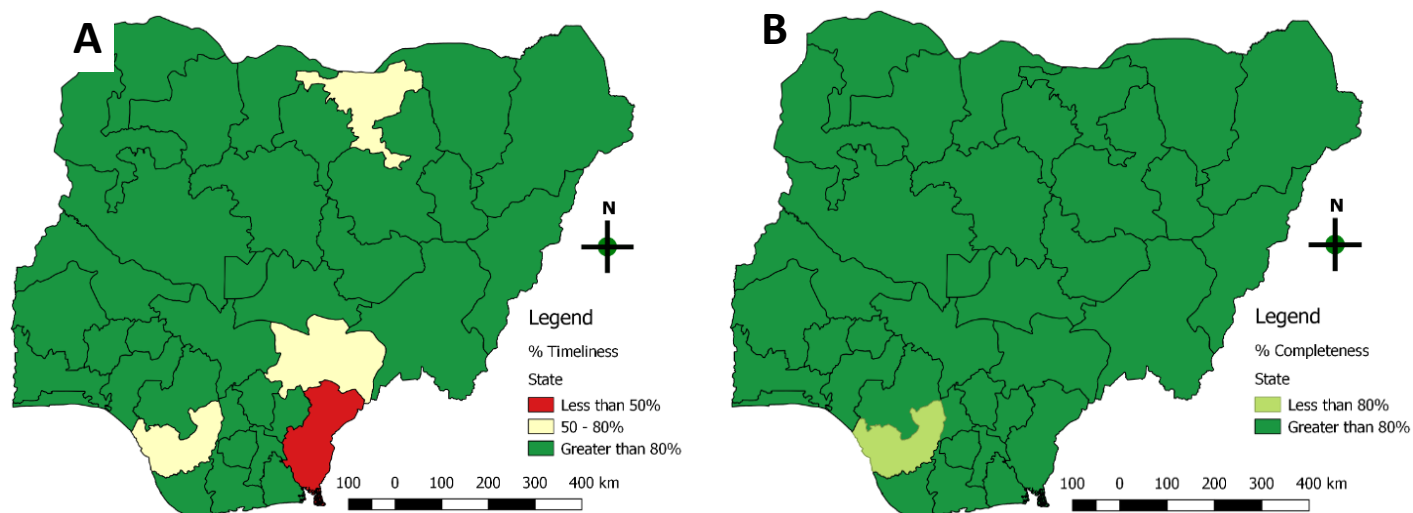 A
N
Legend
% Timeliness
State
Less than 50%
50 - 80%
Greater than 80%
100 0 100 200 300 400 km
B
N
Legend
% Completeness
State
Less than 80%
Greater than 80%
100 0 100 200 300 400 km